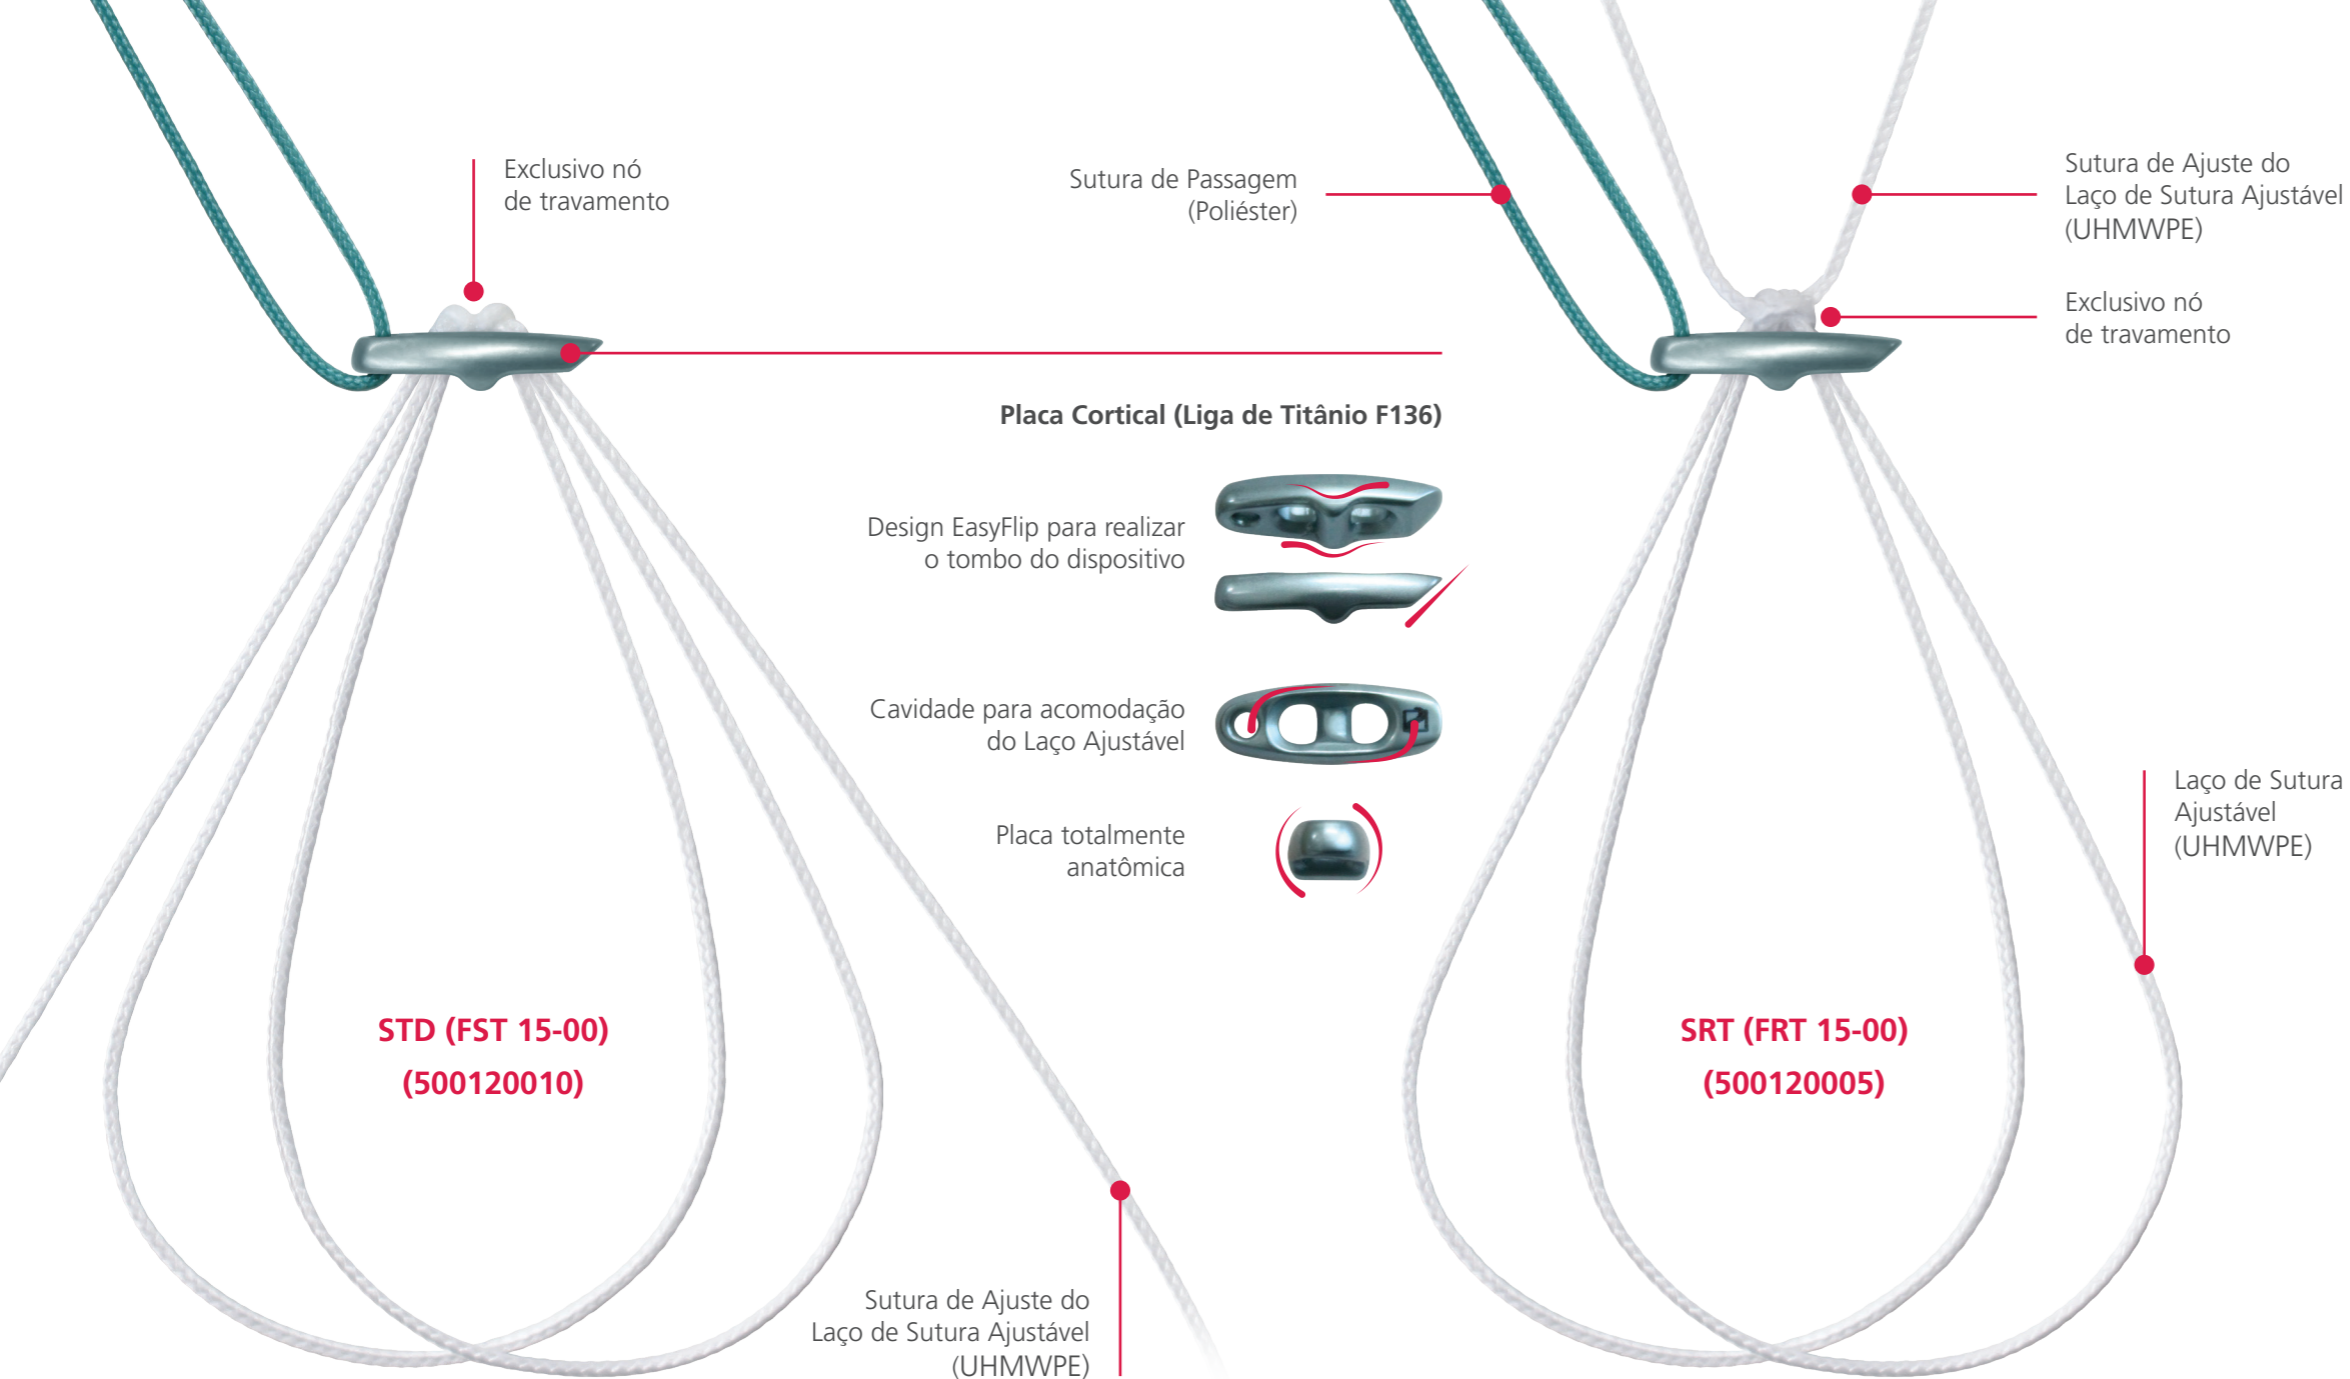 Exclusivo nó
de travamento
Sutura de Passagem
(Poliéster)
Sutura de Ajuste do
Laço de Sutura Ajustável
(UHMWPE)
Exclusivo nó
de travamento
Placa Cortical (Liga de Titânio F136)
Design EasyFlip para realizar
o tombo do dispositivo
Cavidade para acomodação
do Laço Ajustável
Placa totalmente
anatômica
Laço de Sutura
Ajustável
(UHMWPE)
STD (FST 15-00)
(500120010)
SRT (FRT 15-00)
(500120005)
Sutura de Ajuste do
Laço de Sutura Ajustável
(UHMWPE)